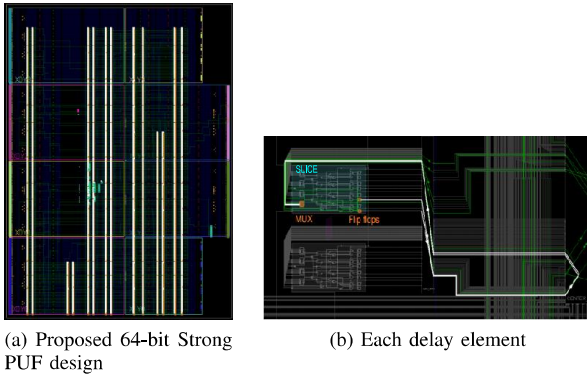 SLICE
MUX
Flip flops
(a) Proposed 64-bit Strong
PUF design
(b) Each delay element